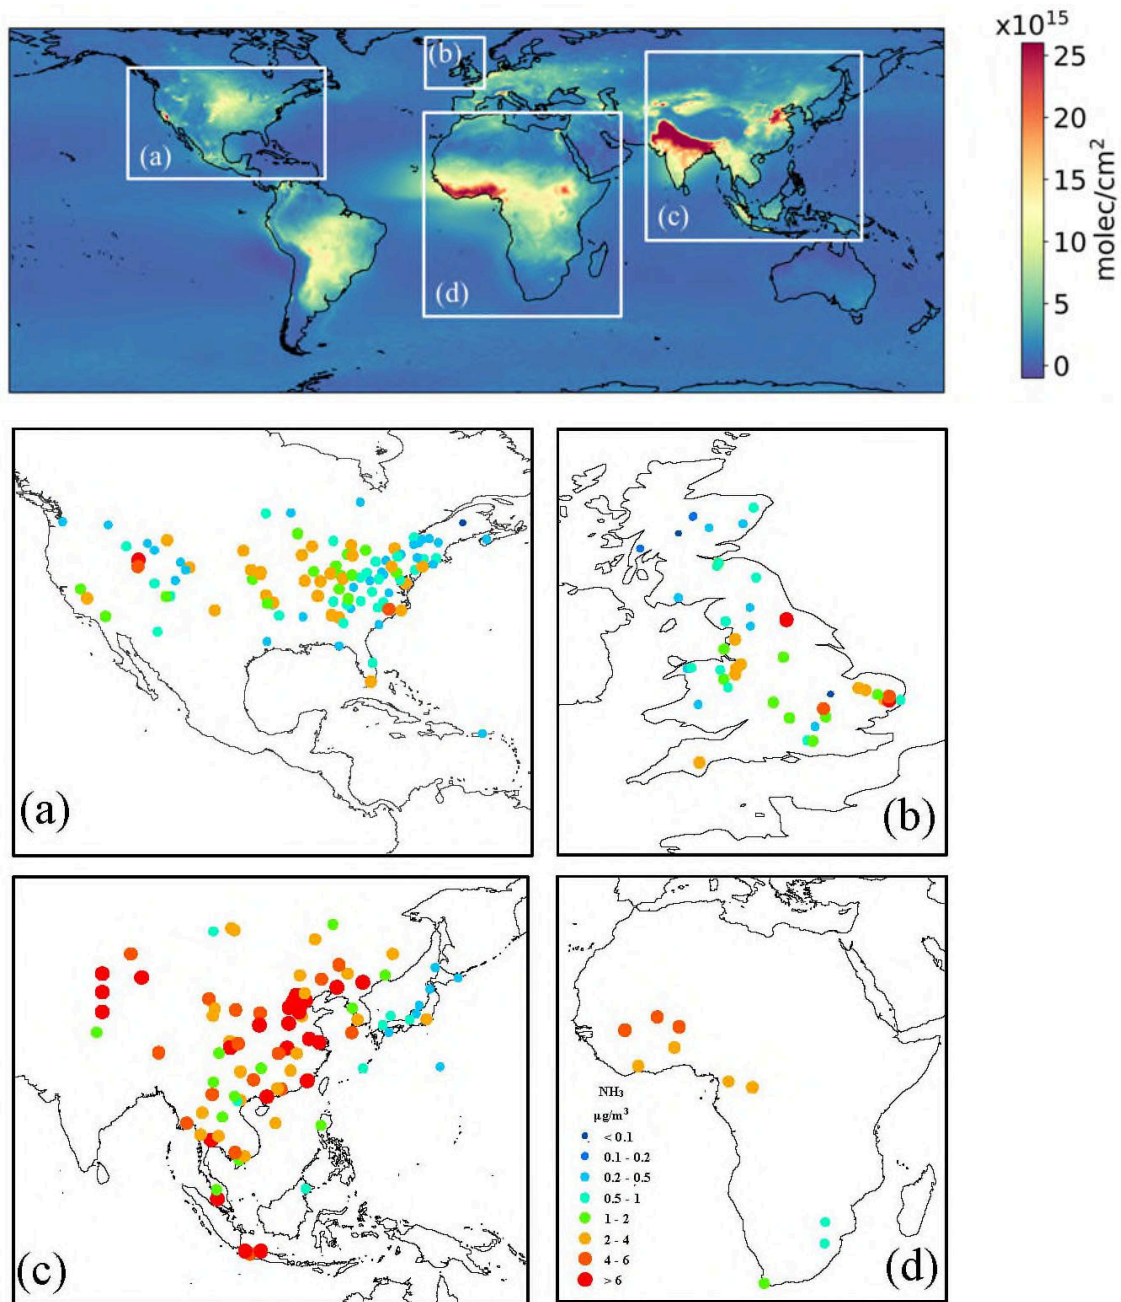 x10¹⁵
(b)
25
20
(a)
15
(c)
10
(d)
5
0
molec/cm²
(a)
(b)
(c)
NH₃
µg/m³
< 0.1
0.1 - 0.2
0.2 - 0.5
0.5 - 1
1 - 2
2 - 4
4 - 6
>6
(d)